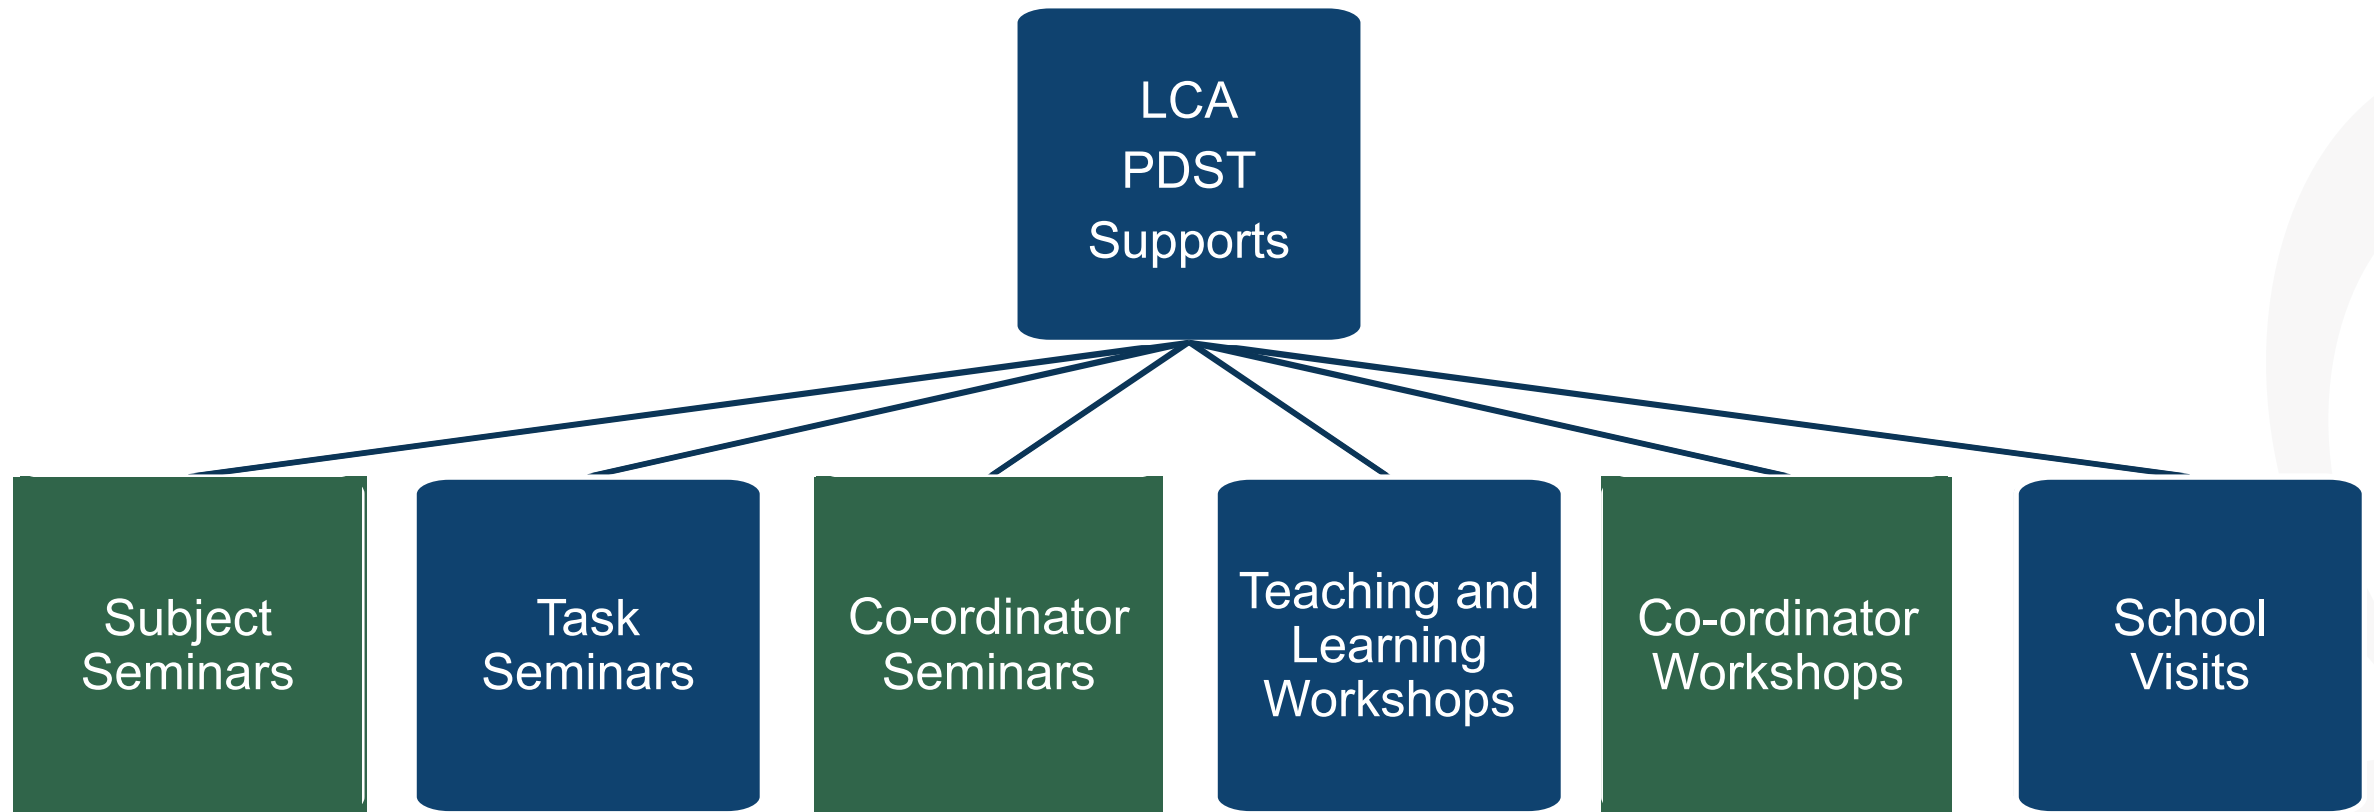 LCA
PDST
Supports
Subject
Seminars
Task
Seminars
Co-ordinator
Seminars
Teaching and
Learning
Workshops
Co-ordinator
Workshops
School
Visits